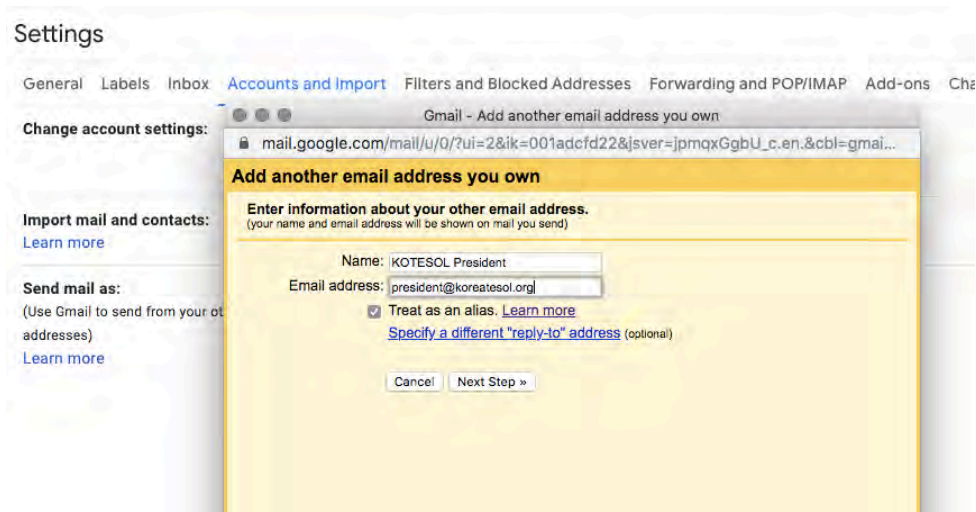 Settings
General Labels Inbox Accounts and Import Filters and Blocked Addresses Forwarding and POP/IMAP Add-ons Cha
Gmail - Add another email address you own
Change account settings:
mail.google.com/mail/u/0/?ui=2&ik=001adcfd22&jsver=jpmqxGgbU_c.en.&cbl=gmai...
Add another email address you own
Enter information about your other email address.
(your name and email address will be shown on mail you send)
Import mail and contacts:
Learn more
Name: KOTESOL President
Email address: president@koreatesol.org
Send mail as:
(Use Gmail to send from your ot
addresses)
Learn more
Treat as an alias. Learn more
Specify a different "reply-to" address (optional)
Cancel Next Step »